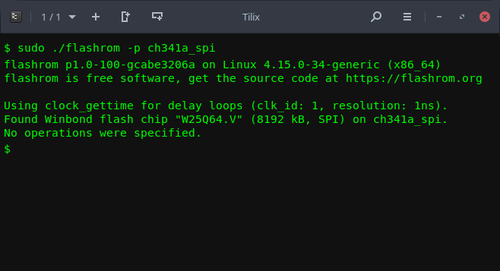 1 / 1
Tilix
$ sudo ./flashrom -p ch341a_spi
flashrom p1.0-100-gcabe3206a on Linux 4.15.0-34-generic (x86_64)
flashrom is free software, get the source code at https://flashrom.org
Using clock_gettime for delay loops (clk_id: 1, resolution: 1ns).
Found Winbond flash chip "W25Q64.V" (8192 kB, SPI) on ch341a_spi.
No operations were specified.
$